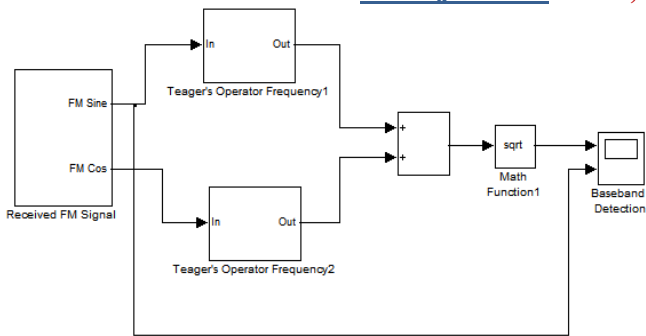 In
Out
Teager's Operator Frequency1
FM Sine
FM Cos
Received FM Signal
+
+
sqrt
Math
Function1
Baseband
Detection
In
Out
Teager's Operator Frequency2